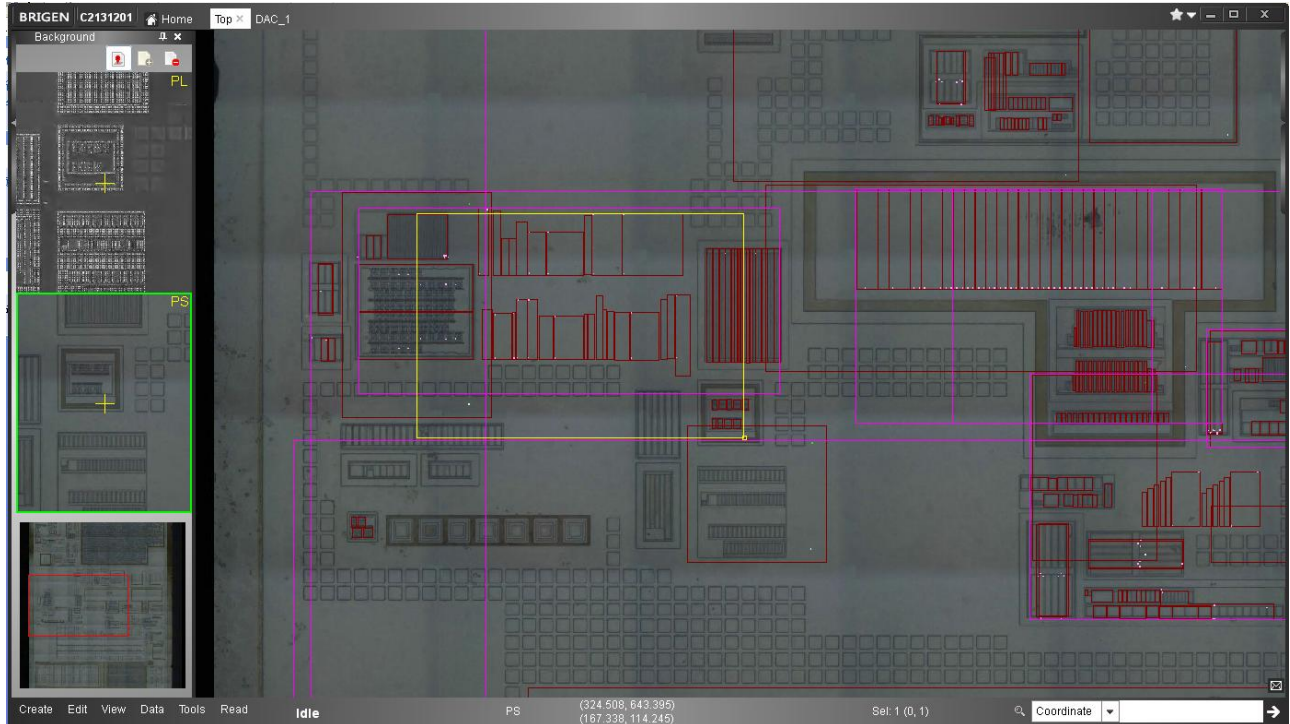 BRIGEN C2131201 Home Top × DAC_1
Background
PL
PS
Create Edit View Data Tools Read
Idle
PS
(324.508, 643.395)
(167.338, 114.245)
Sel: 1 (0, 1)
Coordinate